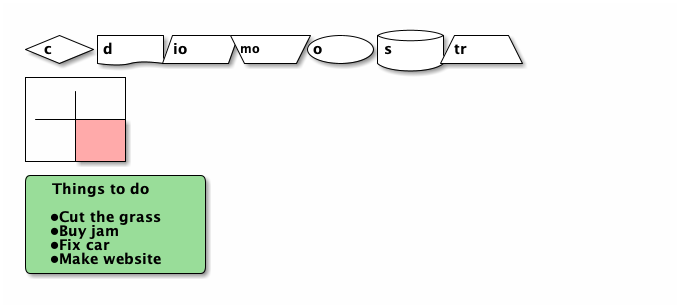 c d io mo o s tr
Things to do
●Cut the grass
●Buy jam
●Fix car
●Make website